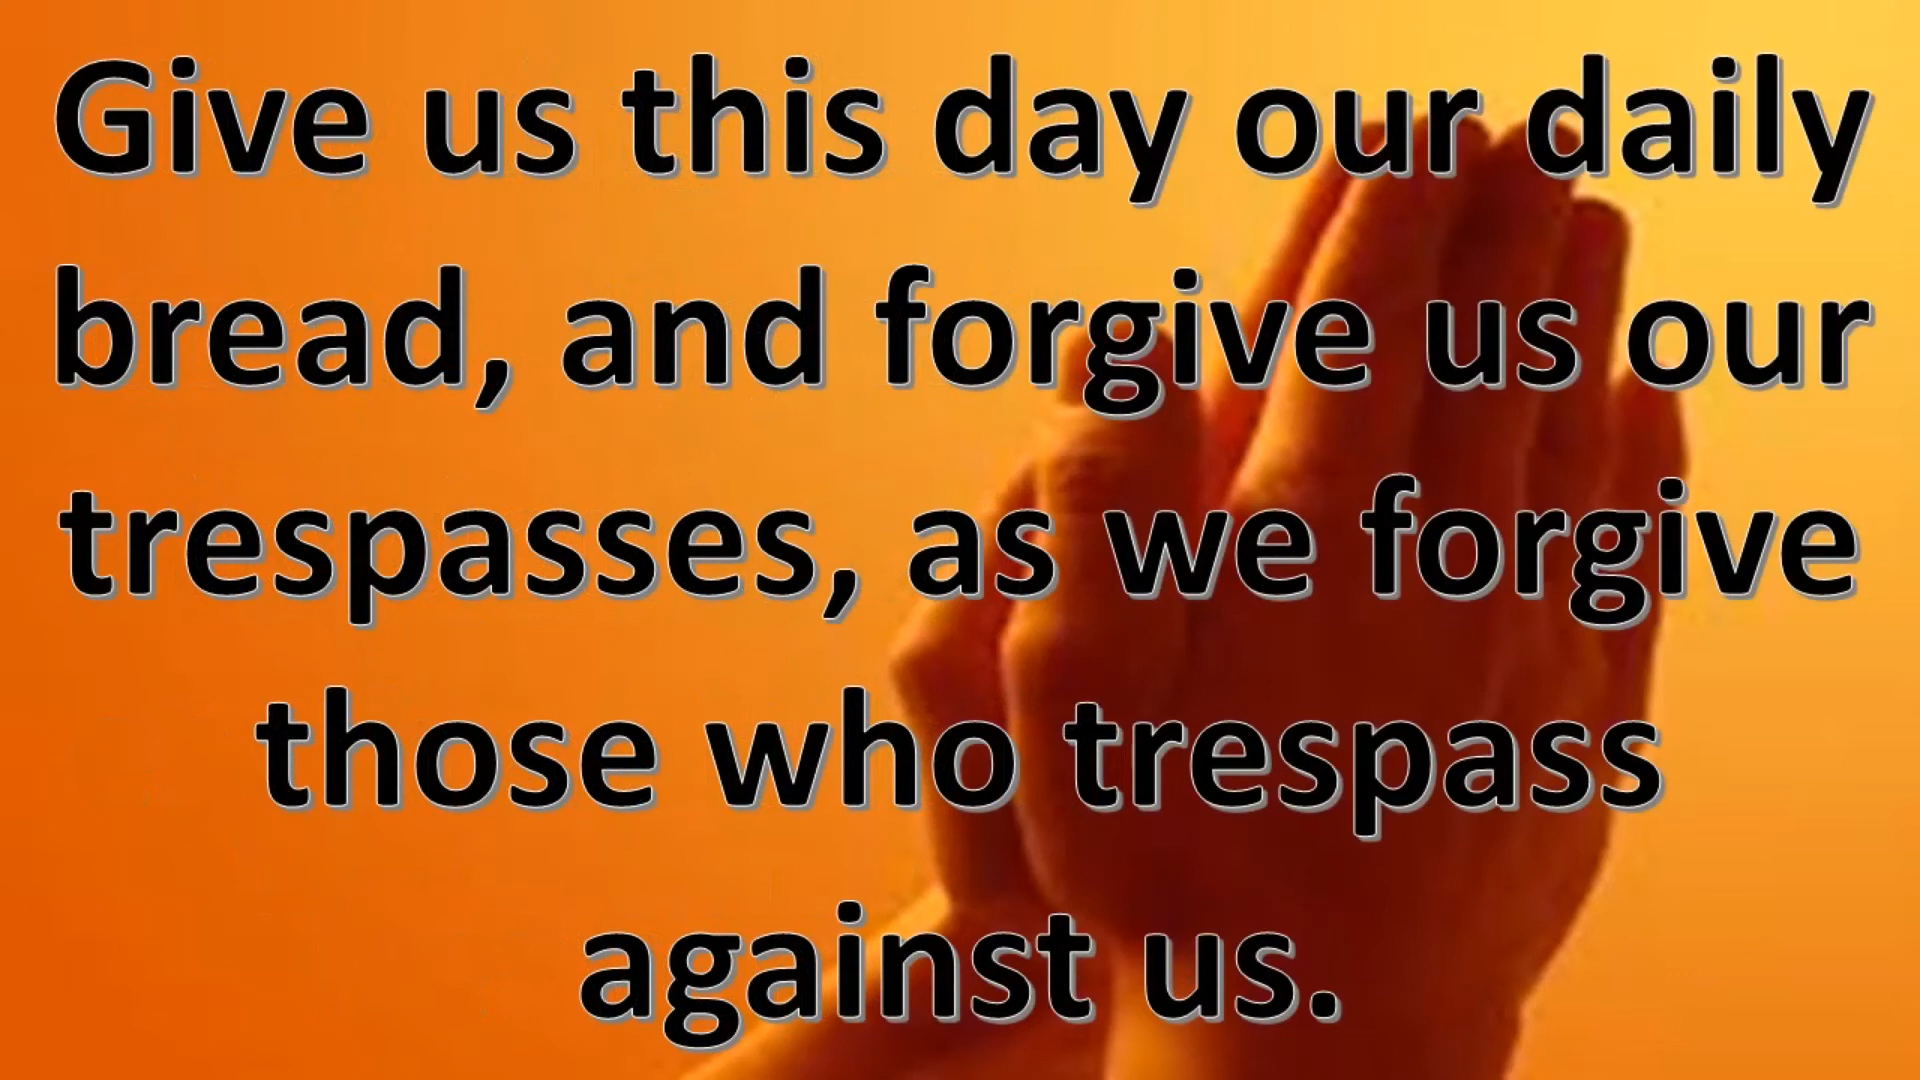 Give us this day our daily
bread, and forgive us our
trespasses, as we forgive
those who trespass
against us.